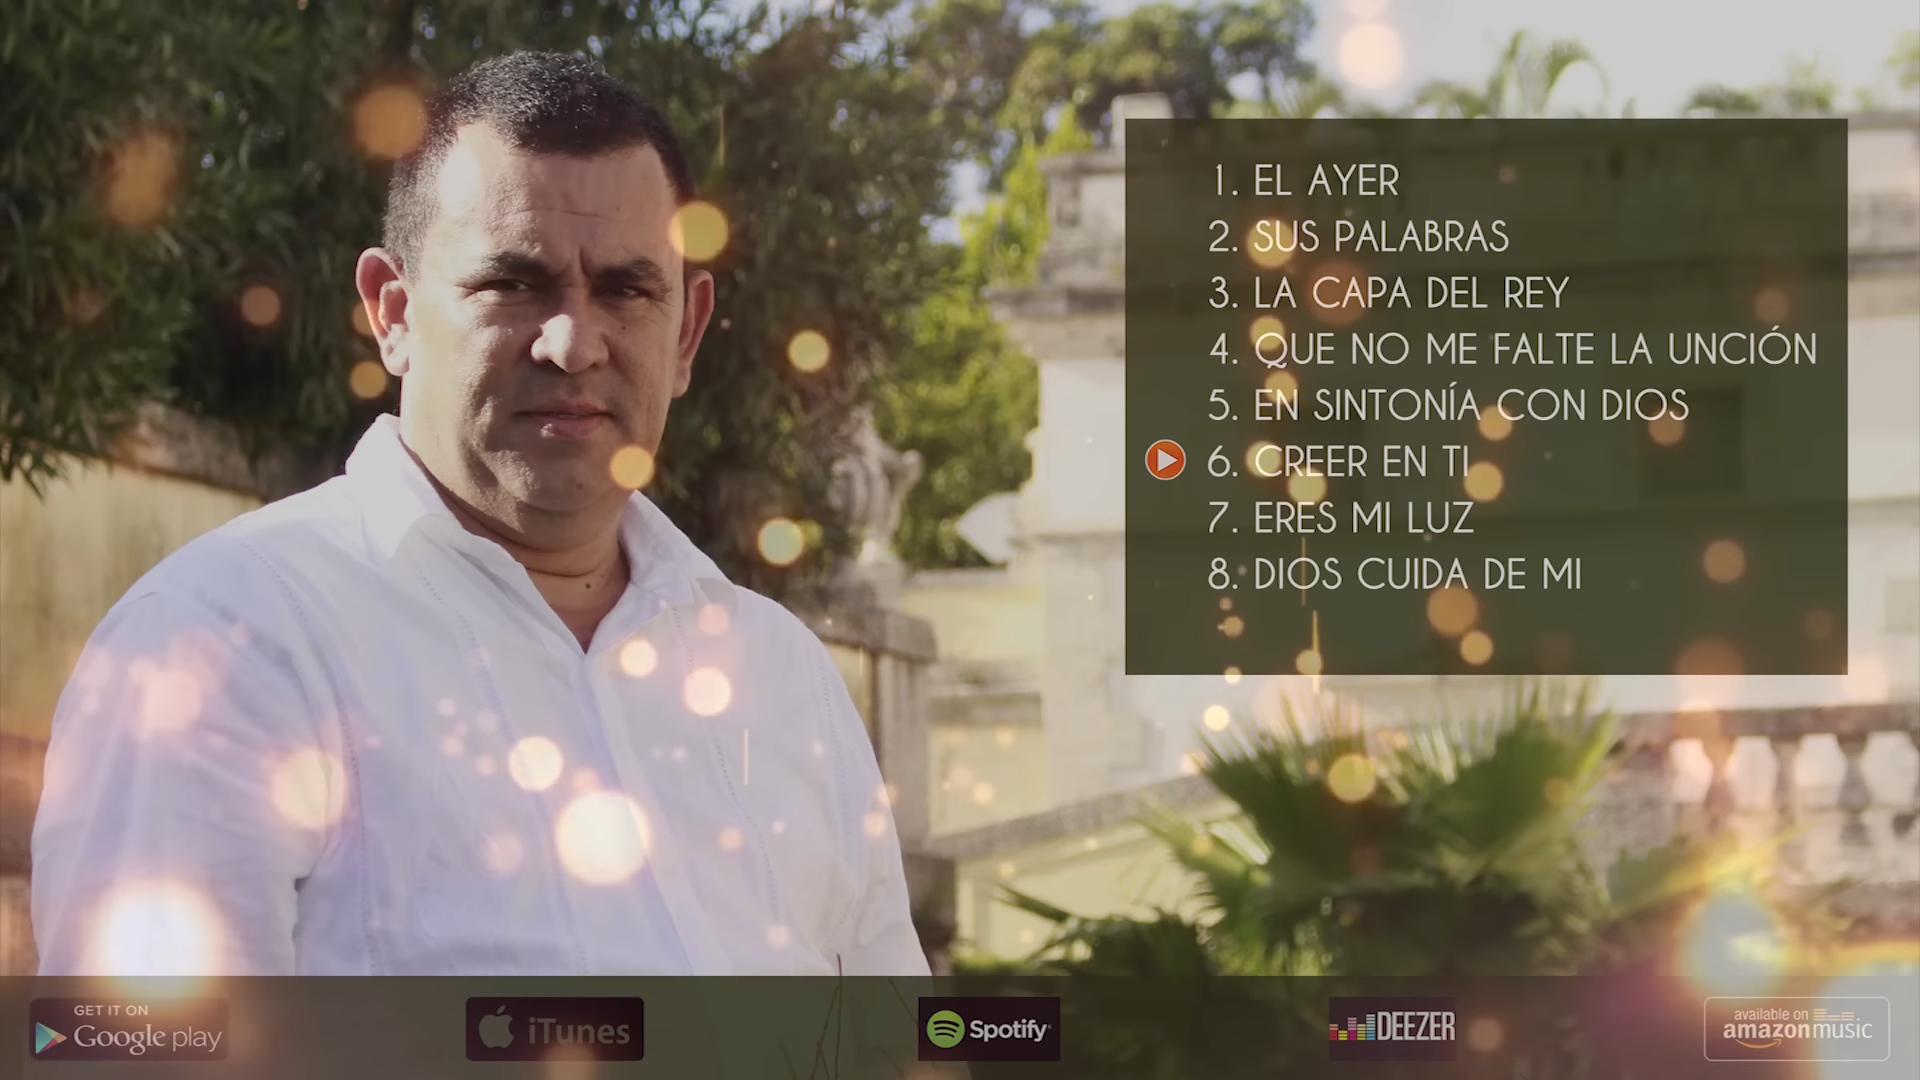 1. EL AYER
2. SUS PALABRAS
3. LA CAPA DEL REY
4. QUE NO ME FALTE LA UNCIÓN
5. EN SINTONÍA CON DIOS
6. CREER EN TI
7. ERES MI LUZ
8. DIOS CUIDA DE MI
GET IT ON
Google play
iTunes
Spotify
DEEZER
available on
amazonmusic